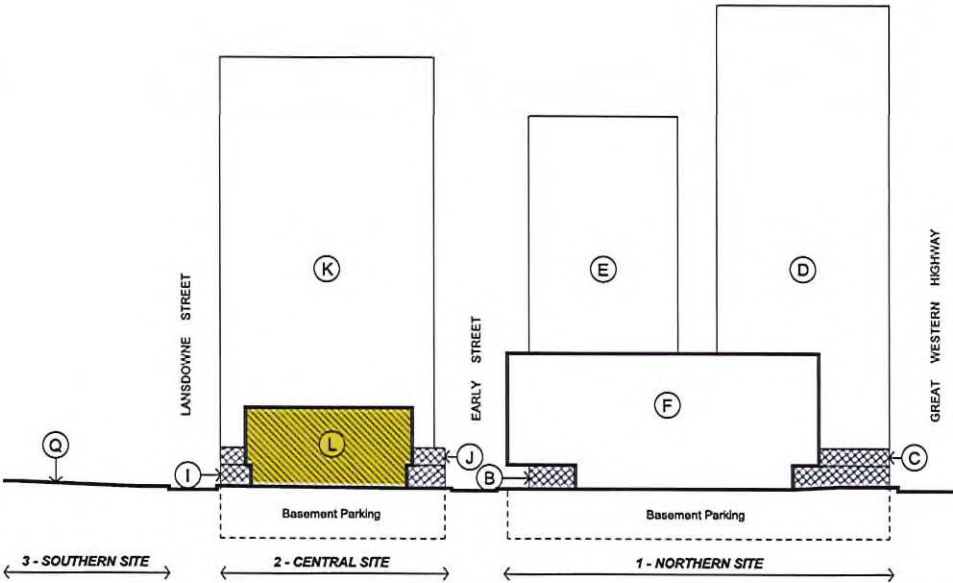 K
E
D
LANSDOWNE STREET
EARLY STREET
GREAT WESTERN HIGHWAY
F
Q
L
J
C
I
B
Basement Parking
Basement Parking
3 - SOUTHERN SITE
2 - CENTRAL SITE
1 - NORTHERN SITE